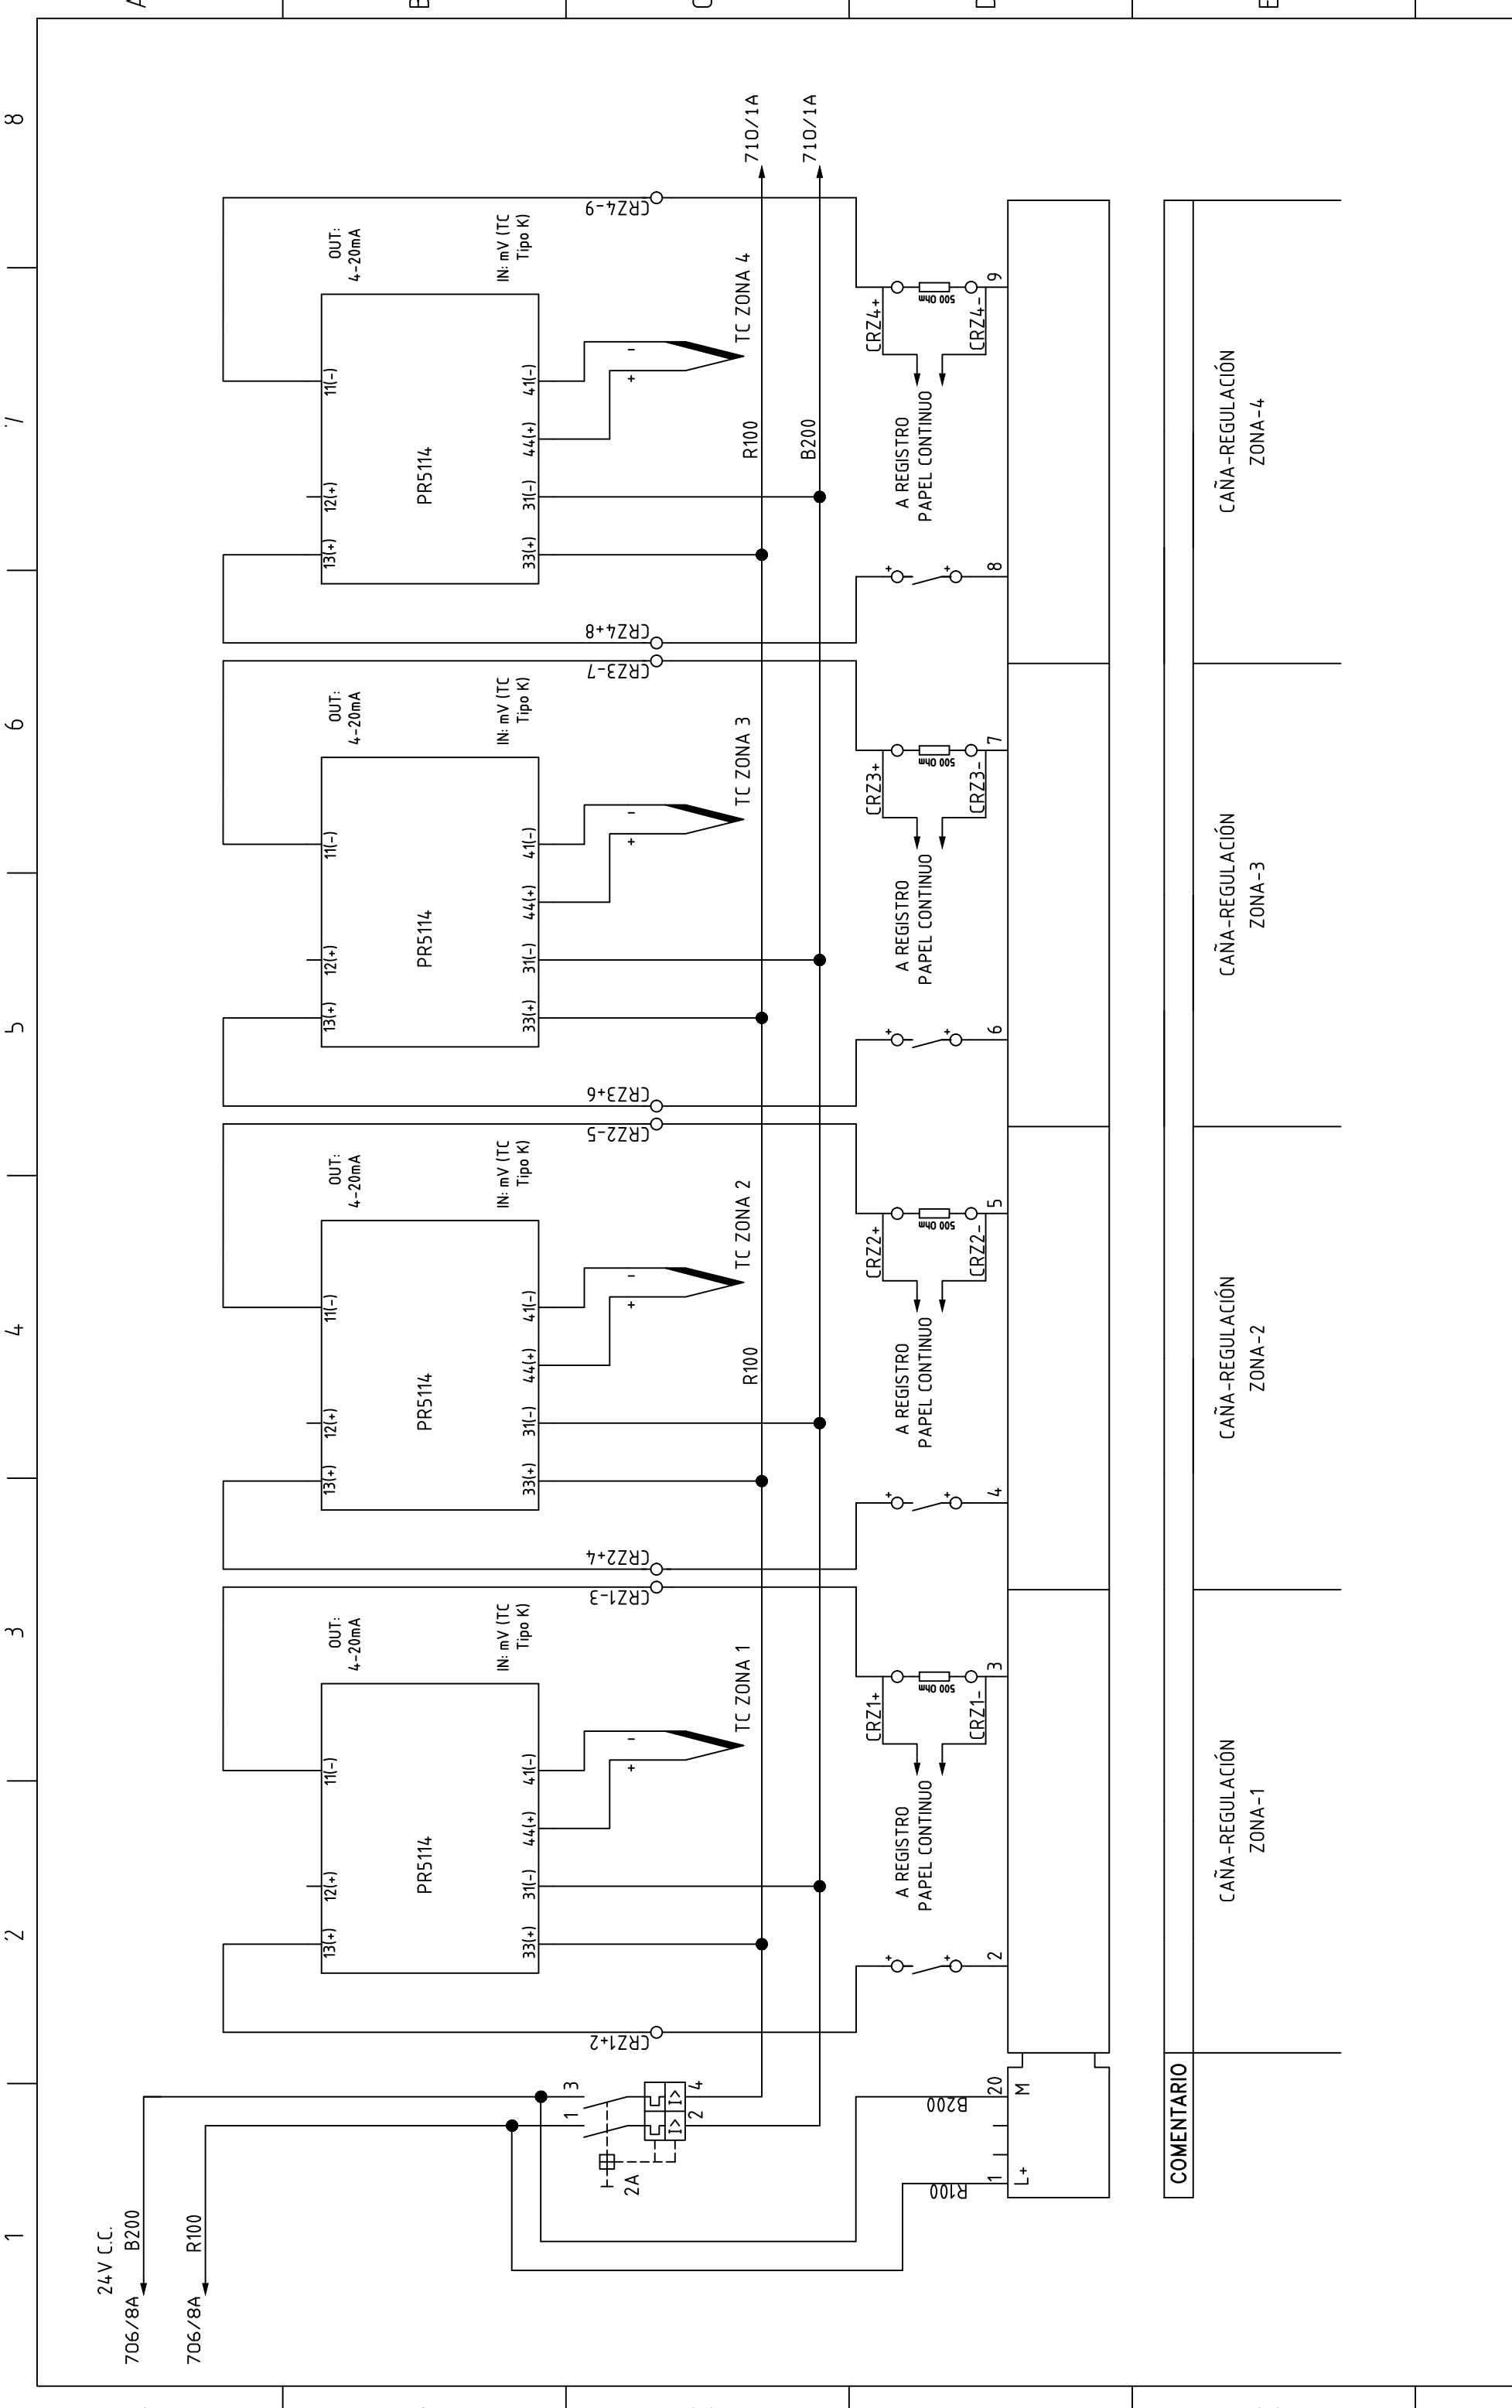 1
2
3
4
5
6
7
8
A
B
C
D
E
24V C.C.
706/8A
B200
706/8A
R100
1
3
2A
2
4
R100
B200
1
20
L+
M
CRZ1+2
13(+)
12(+)
11(-)
PR5114
33(+)
31(-)
44(+)
41(-)
OUT:
4-20mA
IN: mV (TC
Tipo K)
+
-
TC ZONA 1
CRZ1-3
+
+
2
A REGISTRO
PAPEL CONTINUO
CRZ1+
CRZ1-
500 Ohm
3
CRZ2+4
13(+)
12(+)
11(-)
PR5114
33(+)
31(-)
44(+)
41(-)
OUT:
4-20mA
IN: mV (TC
Tipo K)
+
-
TC ZONA 2
R100
CRZ2-5
+
+
4
A REGISTRO
PAPEL CONTINUO
CRZ2+
CRZ2-
500 Ohm
5
CRZ3+6
13(+)
12(+)
11(-)
PR5114
33(+)
31(-)
44(+)
41(-)
OUT:
4-20mA
IN: mV (TC
Tipo K)
+
-
TC ZONA 3
CRZ3-7
+
+
6
A REGISTRO
PAPEL CONTINUO
CRZ3+
CRZ3-
500 Ohm
7
CRZ4+8
13(+)
12(+)
11(-)
PR5114
33(+)
31(-)
44(+)
41(-)
OUT:
4-20mA
IN: mV (TC
Tipo K)
+
-
TC ZONA 4
R100
B200
CRZ4-9
710/1A
710/1A
+
+
8
A REGISTRO
PAPEL CONTINUO
CRZ4+
CRZ4-
500 Ohm
9
COMENTARIO
CAÑA-REGULACIÓN
ZONA-1
CAÑA-REGULACIÓN
ZONA-2
CAÑA-REGULACIÓN
ZONA-3
CAÑA-REGULACIÓN
ZONA-4